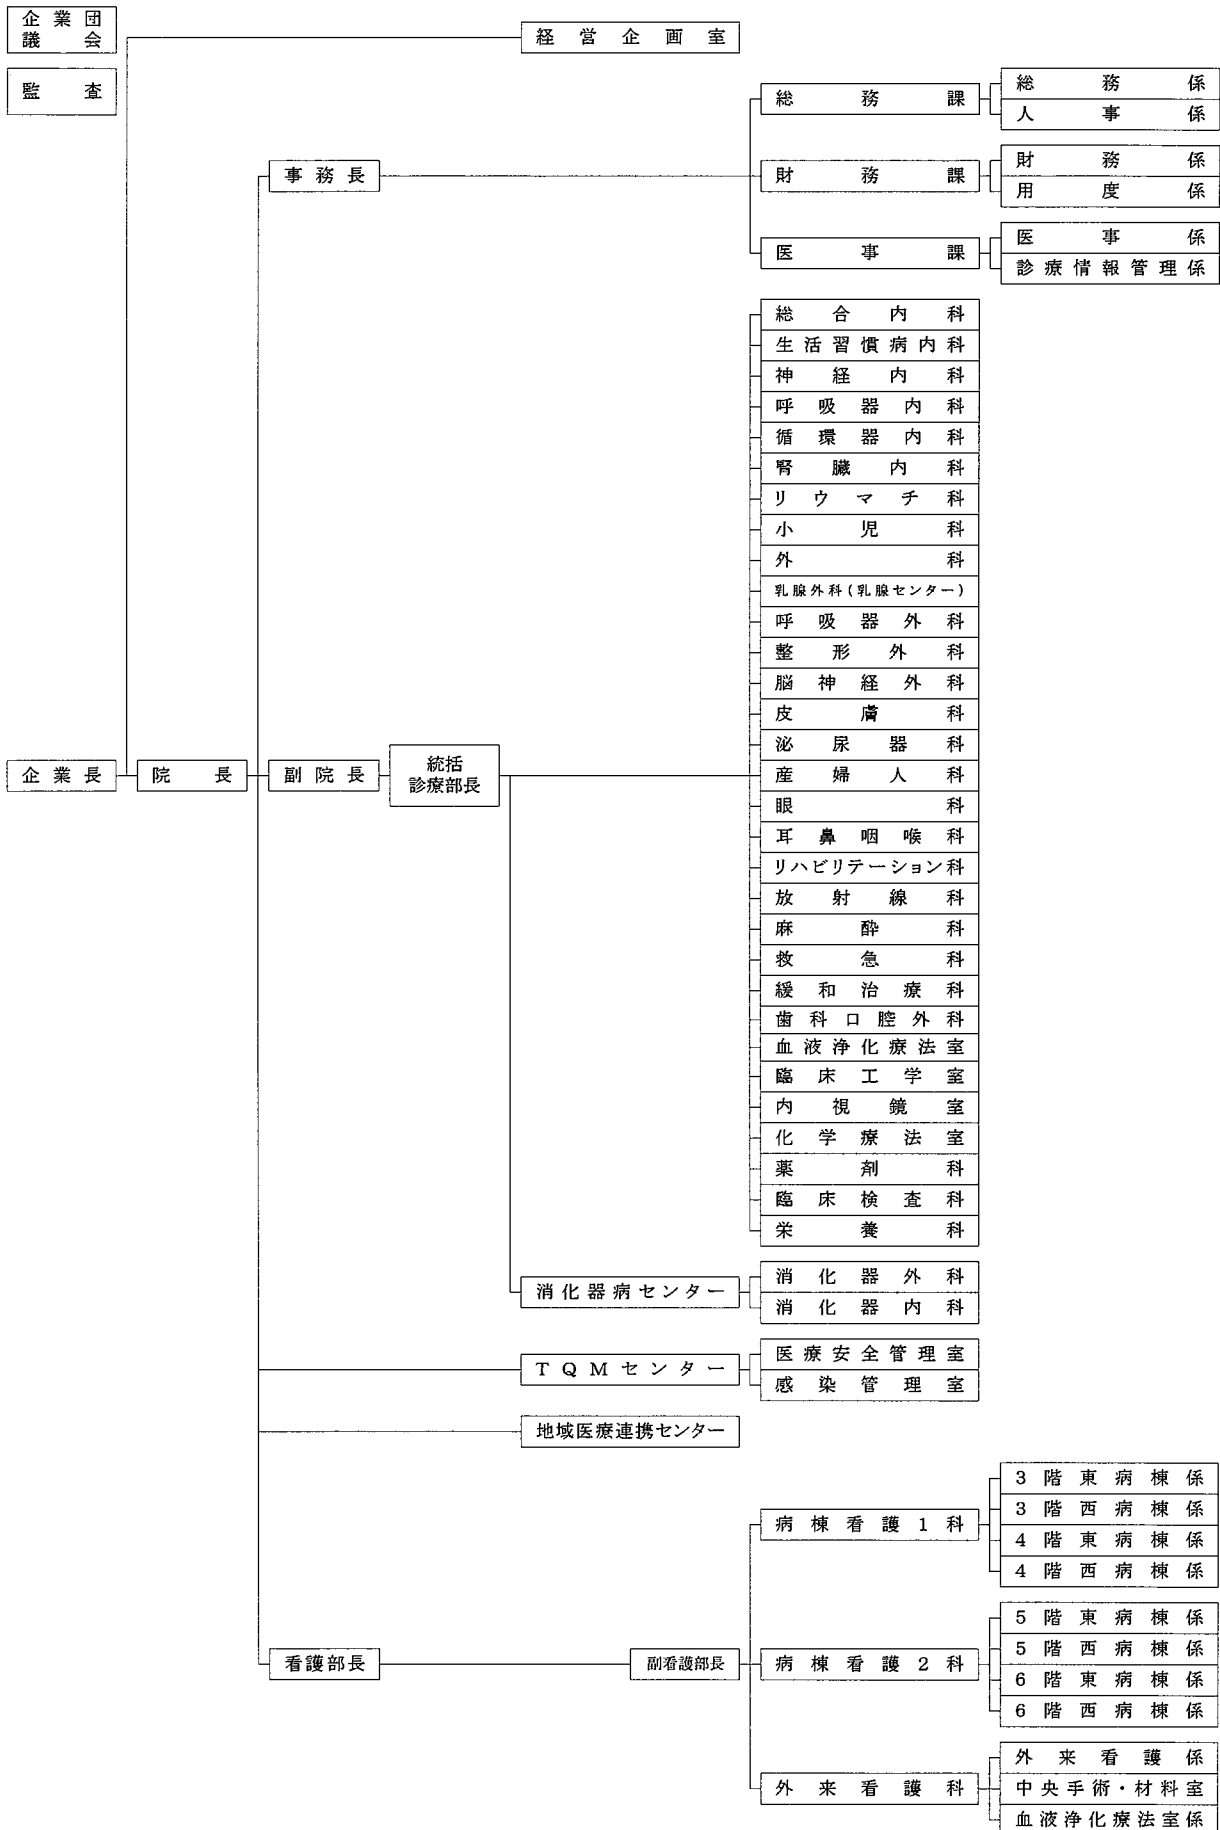 企業団
議会
経営企画室
監査
総務課
総務係
人事係
事務長
財務課
財務係
用度係
医事課
医事係
診療情報管理係
総合内科
生活習慣病内科
神経内科
呼吸器内科
循環器内科
腎臓内科
リウマチ科
小児科
外科
乳腺外科(乳腺センター)
呼吸器外科
整形外科
脳神経外科
皮膚科
泌尿器科
企業長
院長
副院長
統括
診療部長
産婦人科
眼科
耳鼻咽喉科
リハビリテーション科
放射線科
麻酔科
救急科
緩和治療科
歯科口腔外科
血液浄化療法室
臨床工学室
内視鏡室
化学療法室
薬剤科
臨床検査科
栄養科
消化器病センター
消化器外科
消化器内科
TQMセンター
医療安全管理室
感染管理室
地域医療連携センター
病棟看護1科
3階東病棟係
3階西病棟係
4階東病棟係
4階西病棟係
看護部長
副看護部長
病棟看護2科
5階東病棟係
5階西病棟係
6階東病棟係
6階西病棟係
外来看護科
外来看護係
中央手術・材料室
血液浄化療法室係